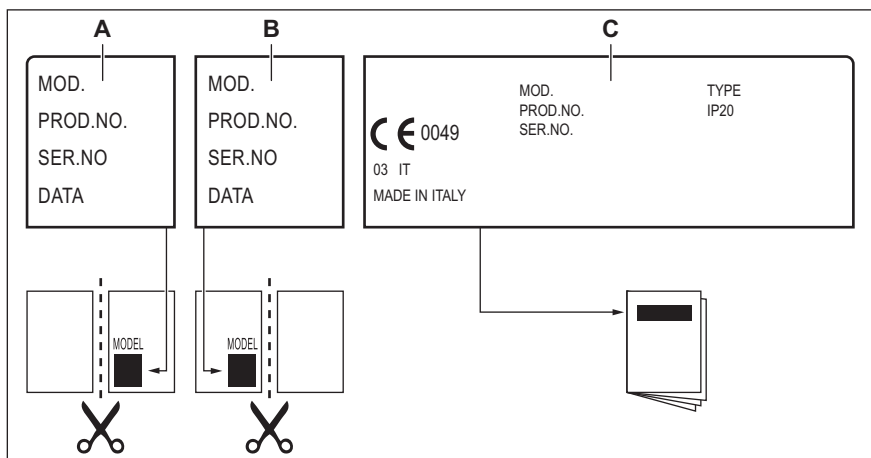 A
B
C
MOD.
PROD.NO.
SER.NO
DATA
MOD.
PROD.NO.
SER.NO
DATA
MOD.
PROD.NO.
SER.NO.
TYPE
IP20
CE 0049
03 IT
MADE IN ITALY
MODEL
MODEL